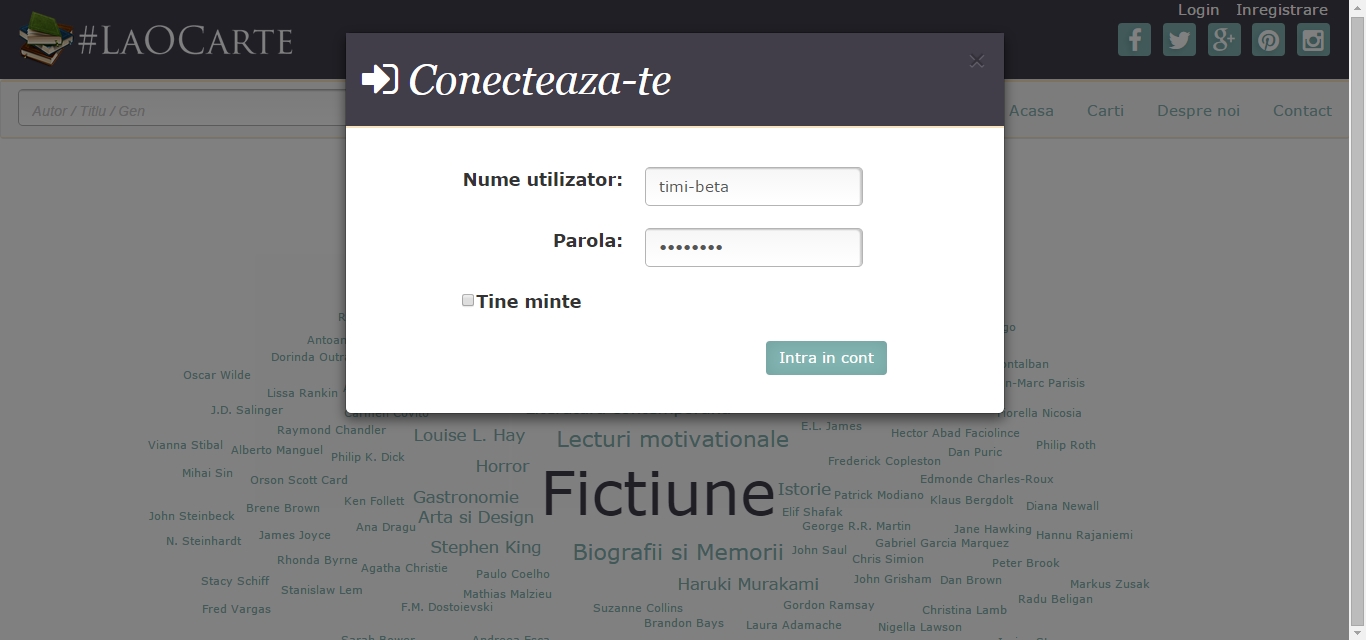 Login Inregistrare
#LaOCarte
Conecteaza-te
×
Autor / Titlu / Gen
Acasa Carti Despre noi Contact
Nume utilizator: timi-beta
Parola: ••••••••
Tine minte
Intra in cont
Dorinda
Oscar Wilde
Jean-Marc Parisis
Lissa Rankin
J.D. Salinger
Carmen Covito
Fiorella Nicosia
Raymond Chandler
Louise L. Hay
Lecturi motivationale
E.L. James
Hector Abad Faciolince
Vianna Stibal
Alberto Manguel
Philip K. Dick
Dan Puric
Philip Roth
Mihai Sin
Orson Scott Card
Horror
Frederick Copleston
Edmonde Charles-Roux
Ken Follett
Gastronomie
Fictiune
Istorie
Patrick Modiano
Klaus Bergdolt
Diana Newall
John Steinbeck
Brene Brown
Ana Dragu
Arta si Design
Elif Shafak
George R.R. Martin
Jane Hawking
Hannu Rajaniemi
N. Steinhardt
James Joyce
Stephen King
Biografii si Memorii
John Saul
Gabriel Garcia Marquez
Chris Simion
Peter Brook
Rhonda Byrne
Agatha Christie
Paulo Coelho
Haruki Murakami
John Grisham
Dan Brown
Markus Zusak
Stacy Schiff
Stanislaw Lem
Mathias Malzieu
Radu Beligan
Fred Vargas
F.M. Dostoievski
Suzanne Collins
Gordon Ramsay
Christina Lamb
Brandon Bays
Laura Adamache
Nigella Lawson